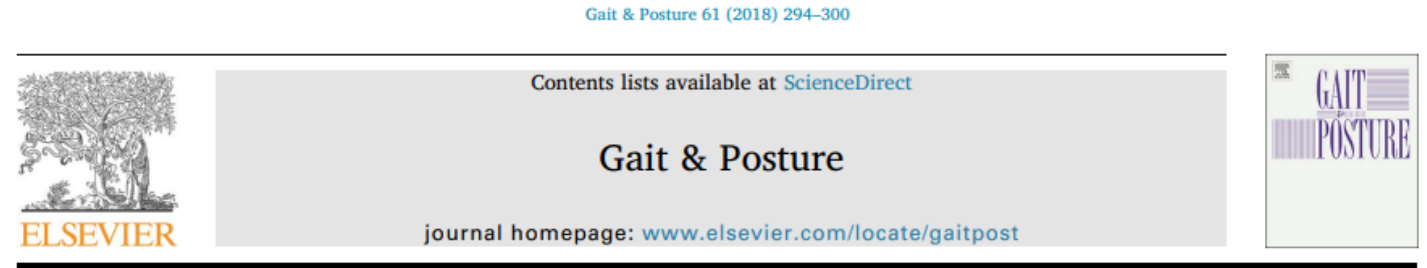 Gait & Posture 61 (2018) 294–300
Contents lists available at ScienceDirect
Gait & Posture
journal homepage: www.elsevier.com/locate/gaitpost
ELSEVIER
GAIT
POSTURE